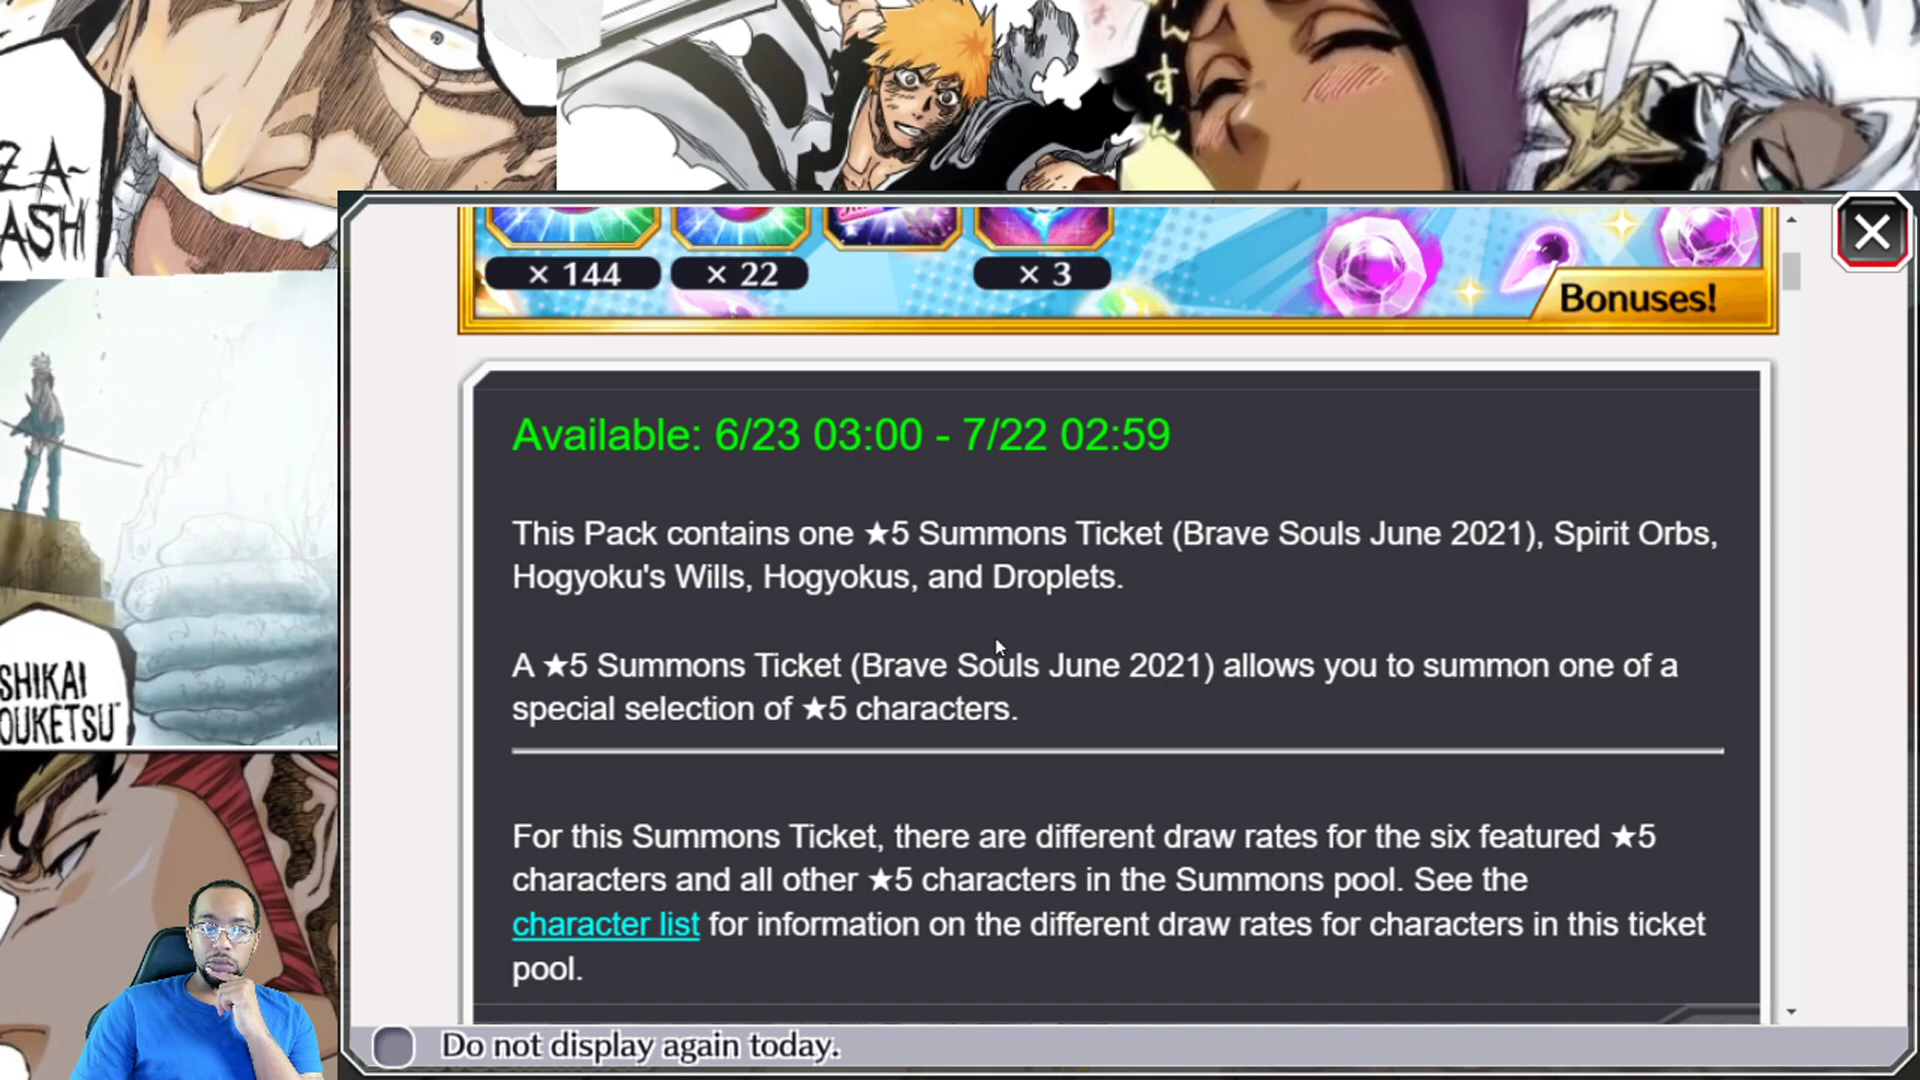 Z A-
ASH
ん
す
ん
× 144
× 22
× 3
Bonuses!
Available: 6/23 03:00 - 7/22 02:59
This Pack contains one ★5 Summons Ticket (Brave Souls June 2021), Spirit Orbs,
Hogyoku's Wills, Hogyokus, and Droplets.
A ★5 Summons Ticket (Brave Souls June 2021) allows you to summon one of a
special selection of ★5 characters.
For this Summons Ticket, there are different draw rates for the six featured ★5
characters and all other ★5 characters in the Summons pool. See the
character list for information on the different draw rates for characters in this ticket
pool.
SHIKAI
OUKETSU
Do not display again today.